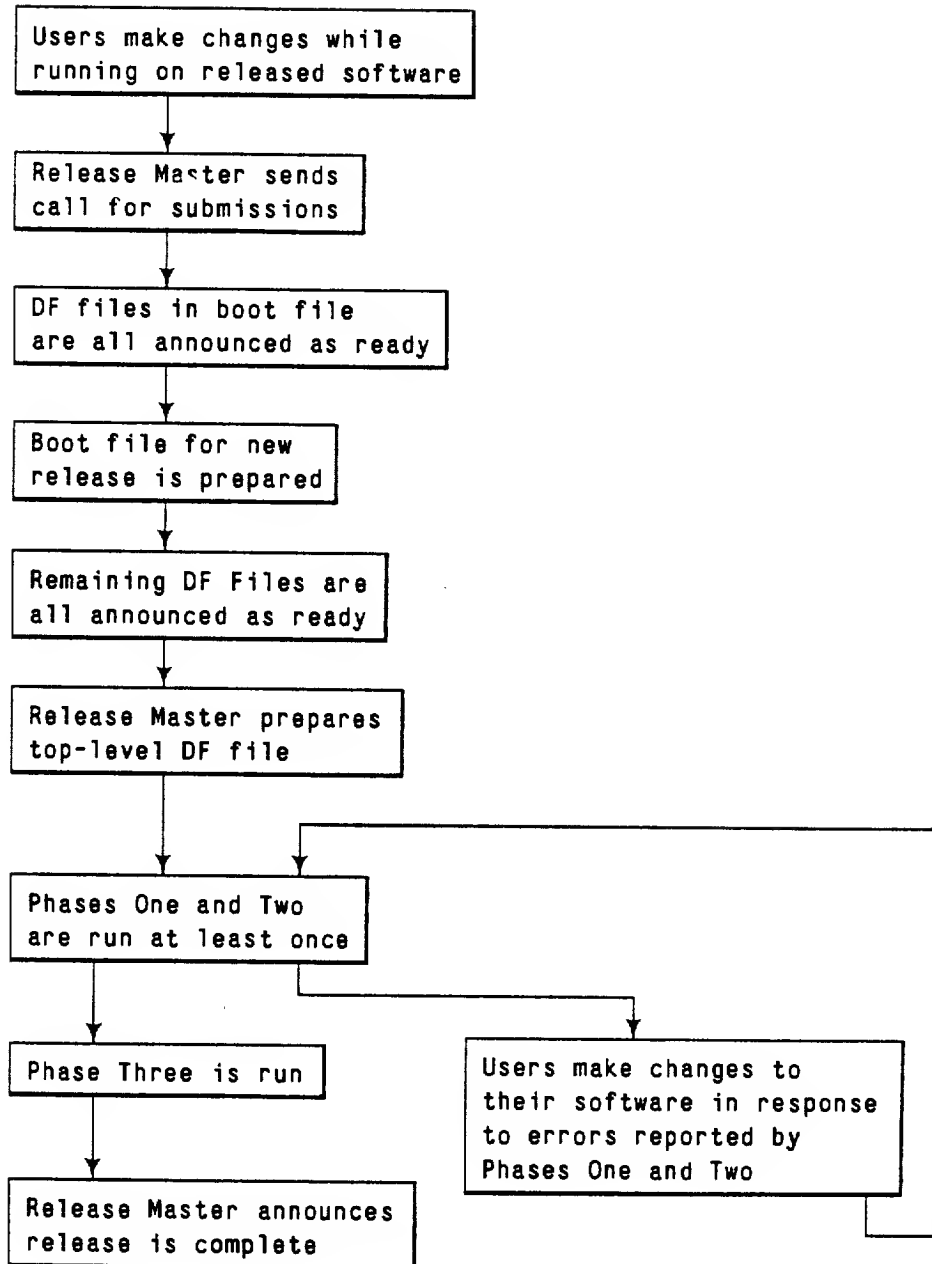 Users make changes while
running on released software
Release Master sends
call for submissions
DF files in boot file
are all announced as ready
Boot file for new
release is prepared
Remaining DF Files are
all announced as ready
Release Master prepares
top-level DF file
Phases One and Two
are run at least once
Phase Three is run
Users make changes to
their software in response
to errors reported by
Phases One and Two
Release Master announces
release is complete